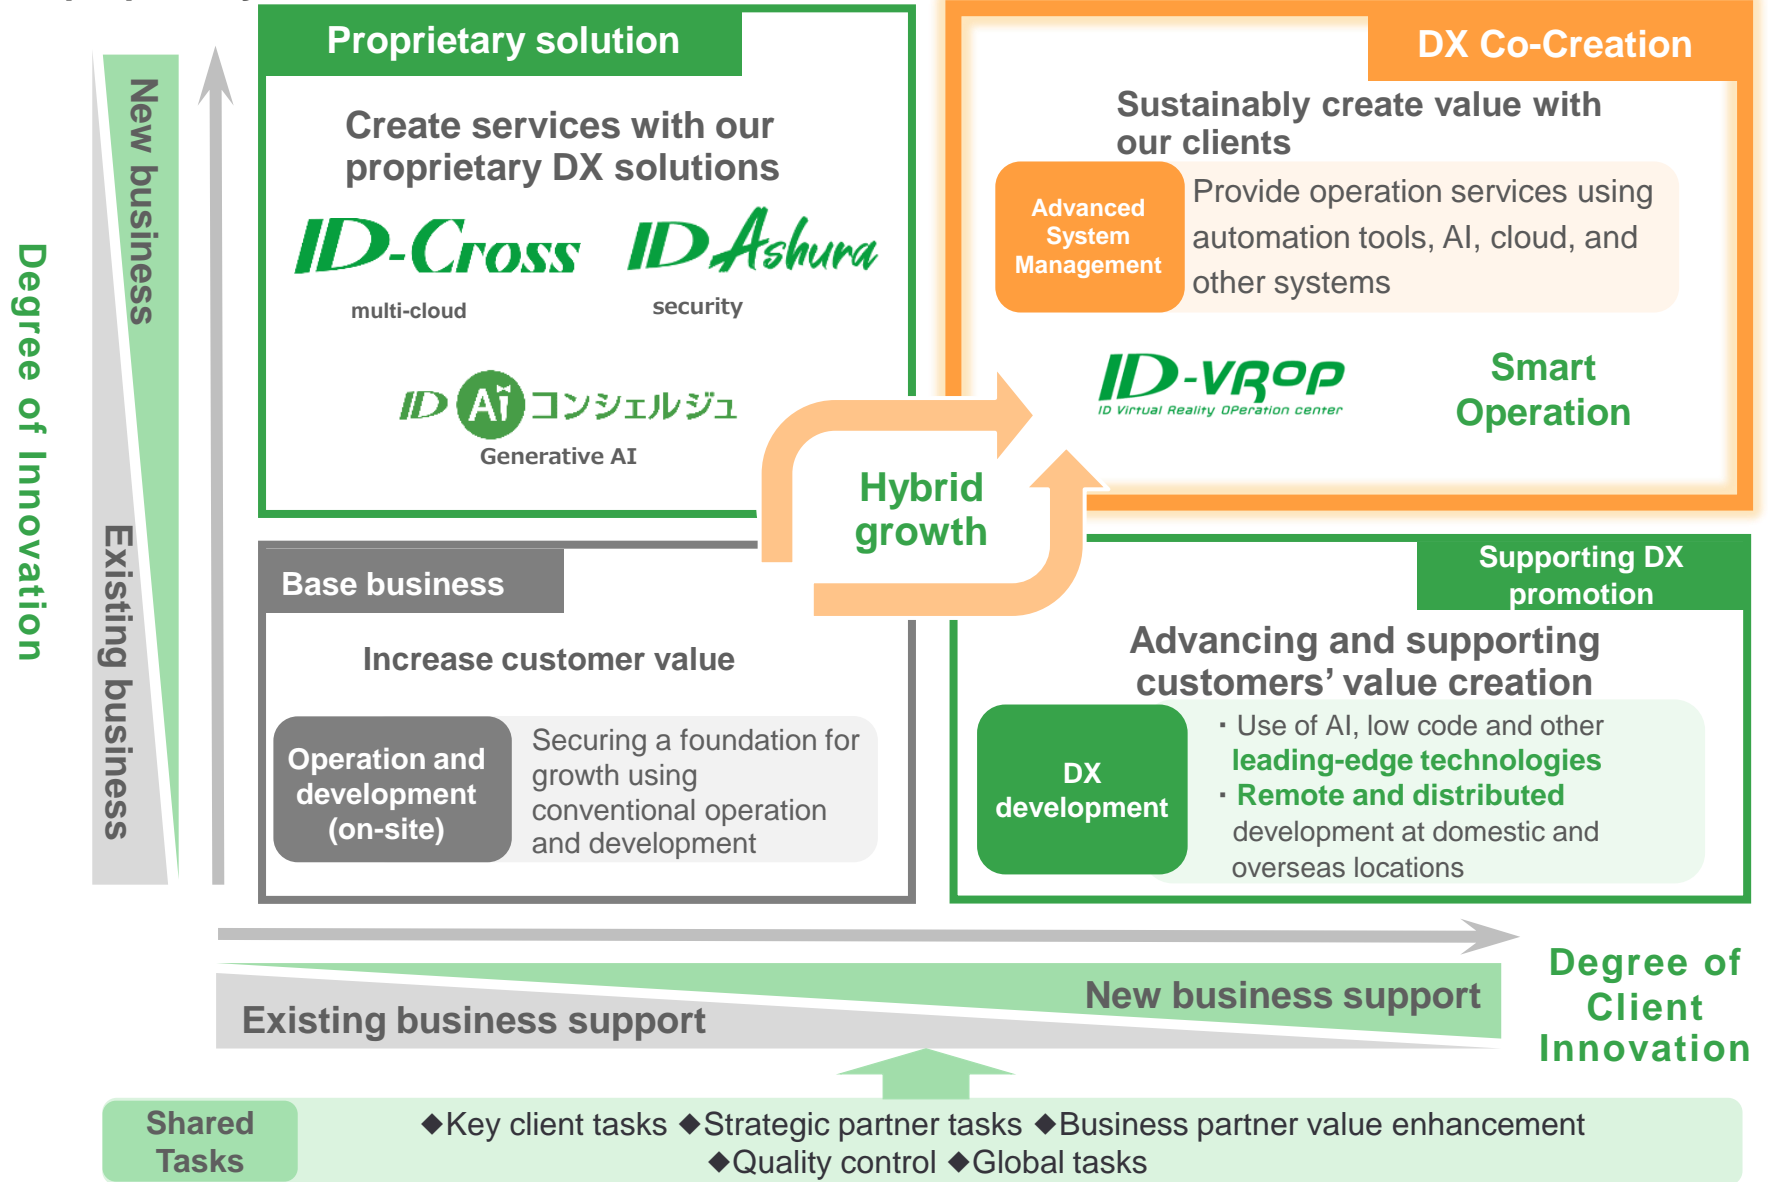 Proprietary solution
Create services with our
proprietary DX solutions
ID-Cross
multi-cloud
ID Ashura
security
ID Ai コンシェルジュ
Generative AI
DX Co-Creation
Sustainably create value with
our clients
Advanced
System
Management
Provide operation services using
automation tools, AI, cloud, and
other systems
ID-VROP
ID Virtual Reality OPeration center
Smart
Operation
Hybrid
growth
Base business
Increase customer value
Operation and
development
(on-site)
Securing a foundation for
growth using
conventional operation
and development
Supporting DX
promotion
Advancing and supporting
customers’ value creation
DX
development
・Use of AI, low code and other
leading-edge technologies
・Remote and distributed
development at domestic and
overseas locations
Degree of Innovation
New business
Existing business
Existing business support
New business support
Degree of
Client
Innovation
Shared
Tasks
◆Key client tasks ◆Strategic partner tasks ◆Business partner value enhancement
◆Quality control ◆Global tasks